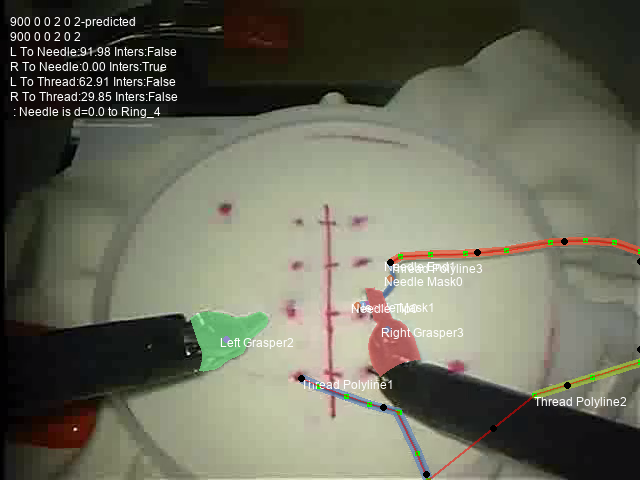 900 0 0 2 0 2-predicted
900 0 0 2 0 2
L To Needle:91.98 Inters:False
R To Needle:0.00 Inters:True
L To Thread:62.91 Inters:False
R To Thread:29.85 Inters:False
: Needle is d=0.0 to Ring_4
Thread Polyline3
Needle Mask0
Right Grasper3
Left Grasper2
Thread Polyline1
Thread Polyline2